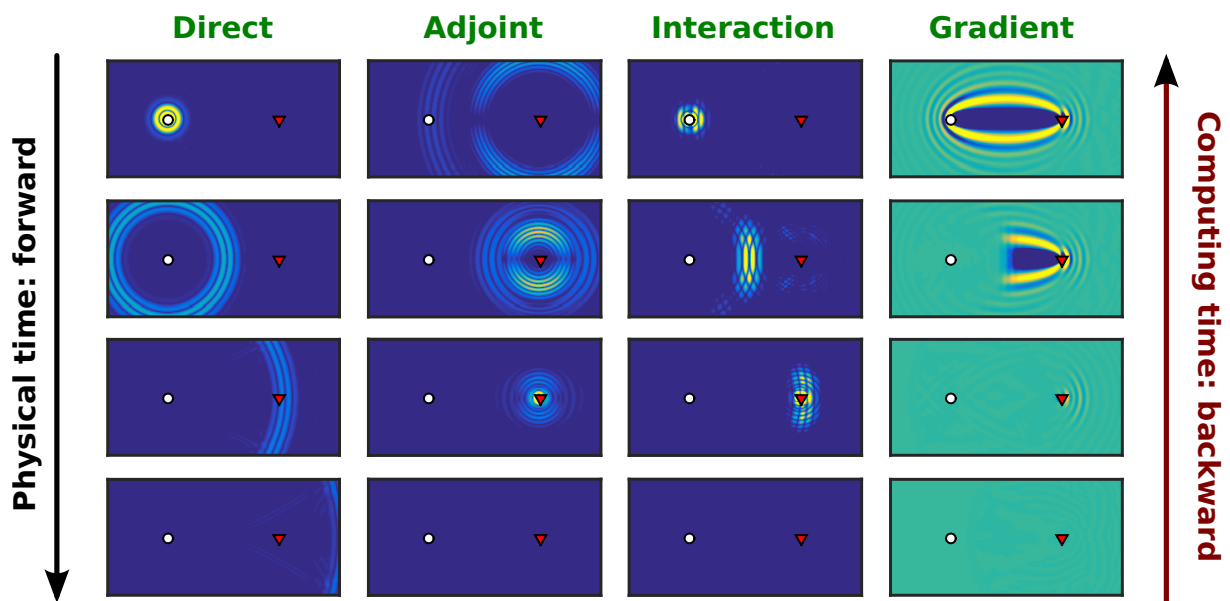 Direct
Adjoint
Interaction
Gradient
Physical time: forward
Computing time: backward